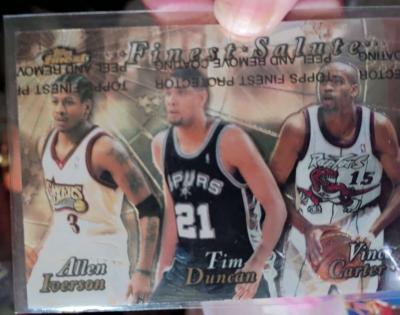 Finest Salute
PEEL AND REMOVE COATING
TOPPS FINEST PROTECTOR
SPURS
RAPTORS
3
21
15
Allen
Iverson
Tim
Duncan
Vince
Carter